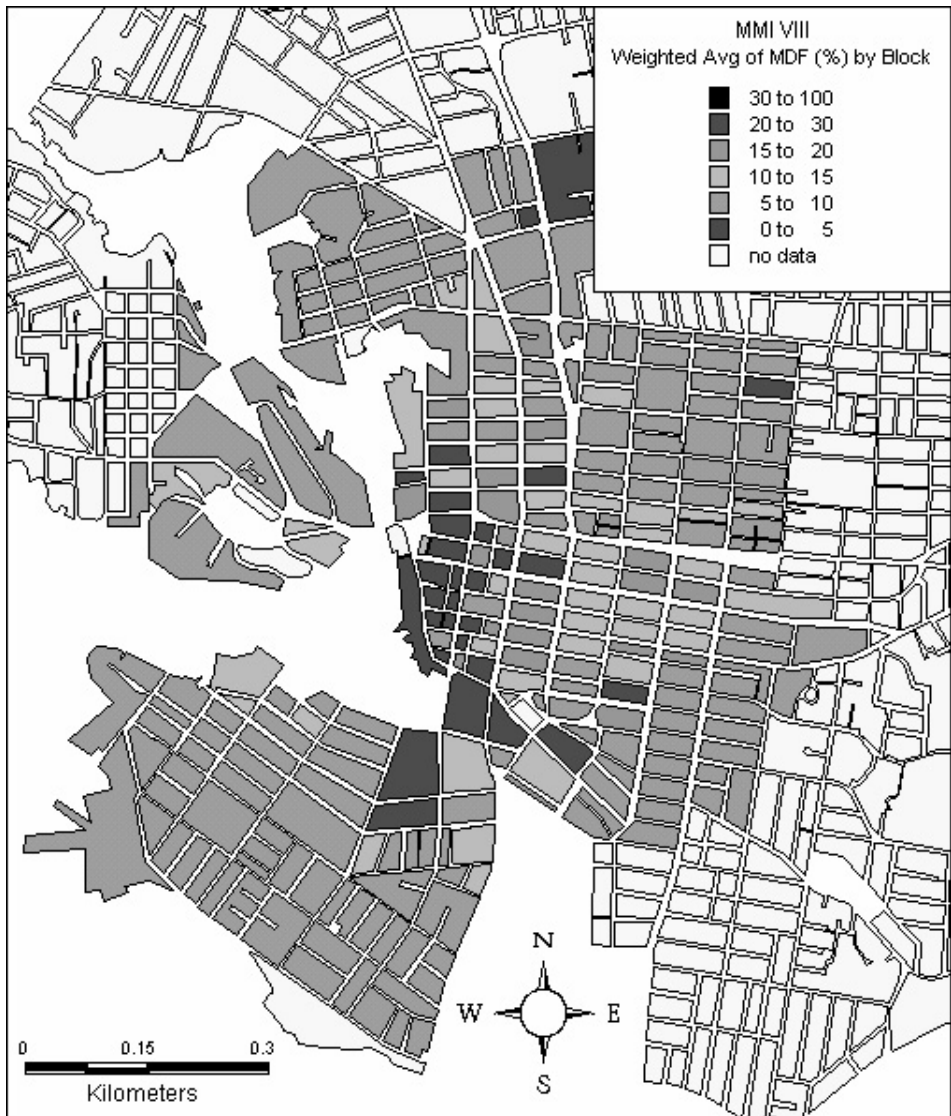 MMI VIII
Weighted Avg of MDF (%) by Block
30 to 100
20 to 30
15 to 20
10 to 15
5 to 10
0 to 5
no data
N
W E
S
0 0.15 0.3
Kilometers